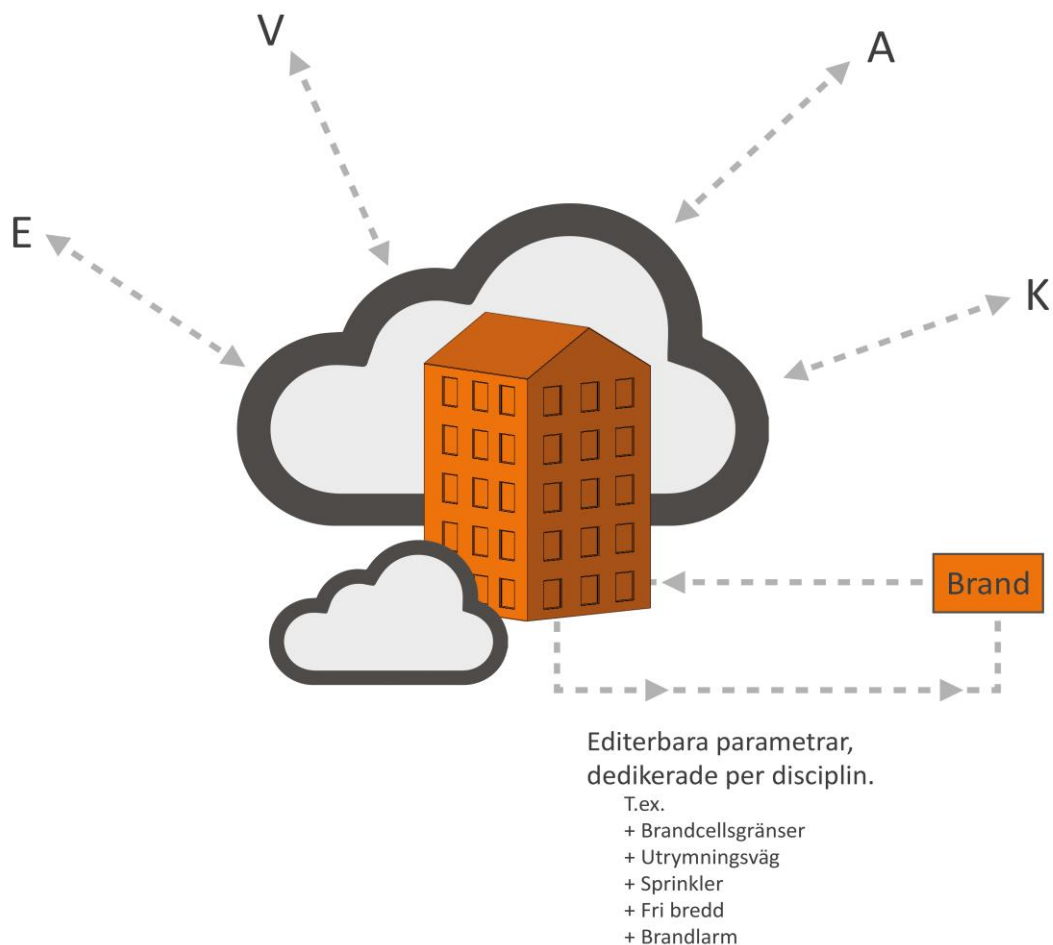 V
A
E
K
Brand
Editerbara parametrar,
dedikerade per disciplin.
T.ex.
+ Brandcellsgränser
+ Utrymningsväg
+ Sprinkler
+ Fri bredd
+ Brandlarm